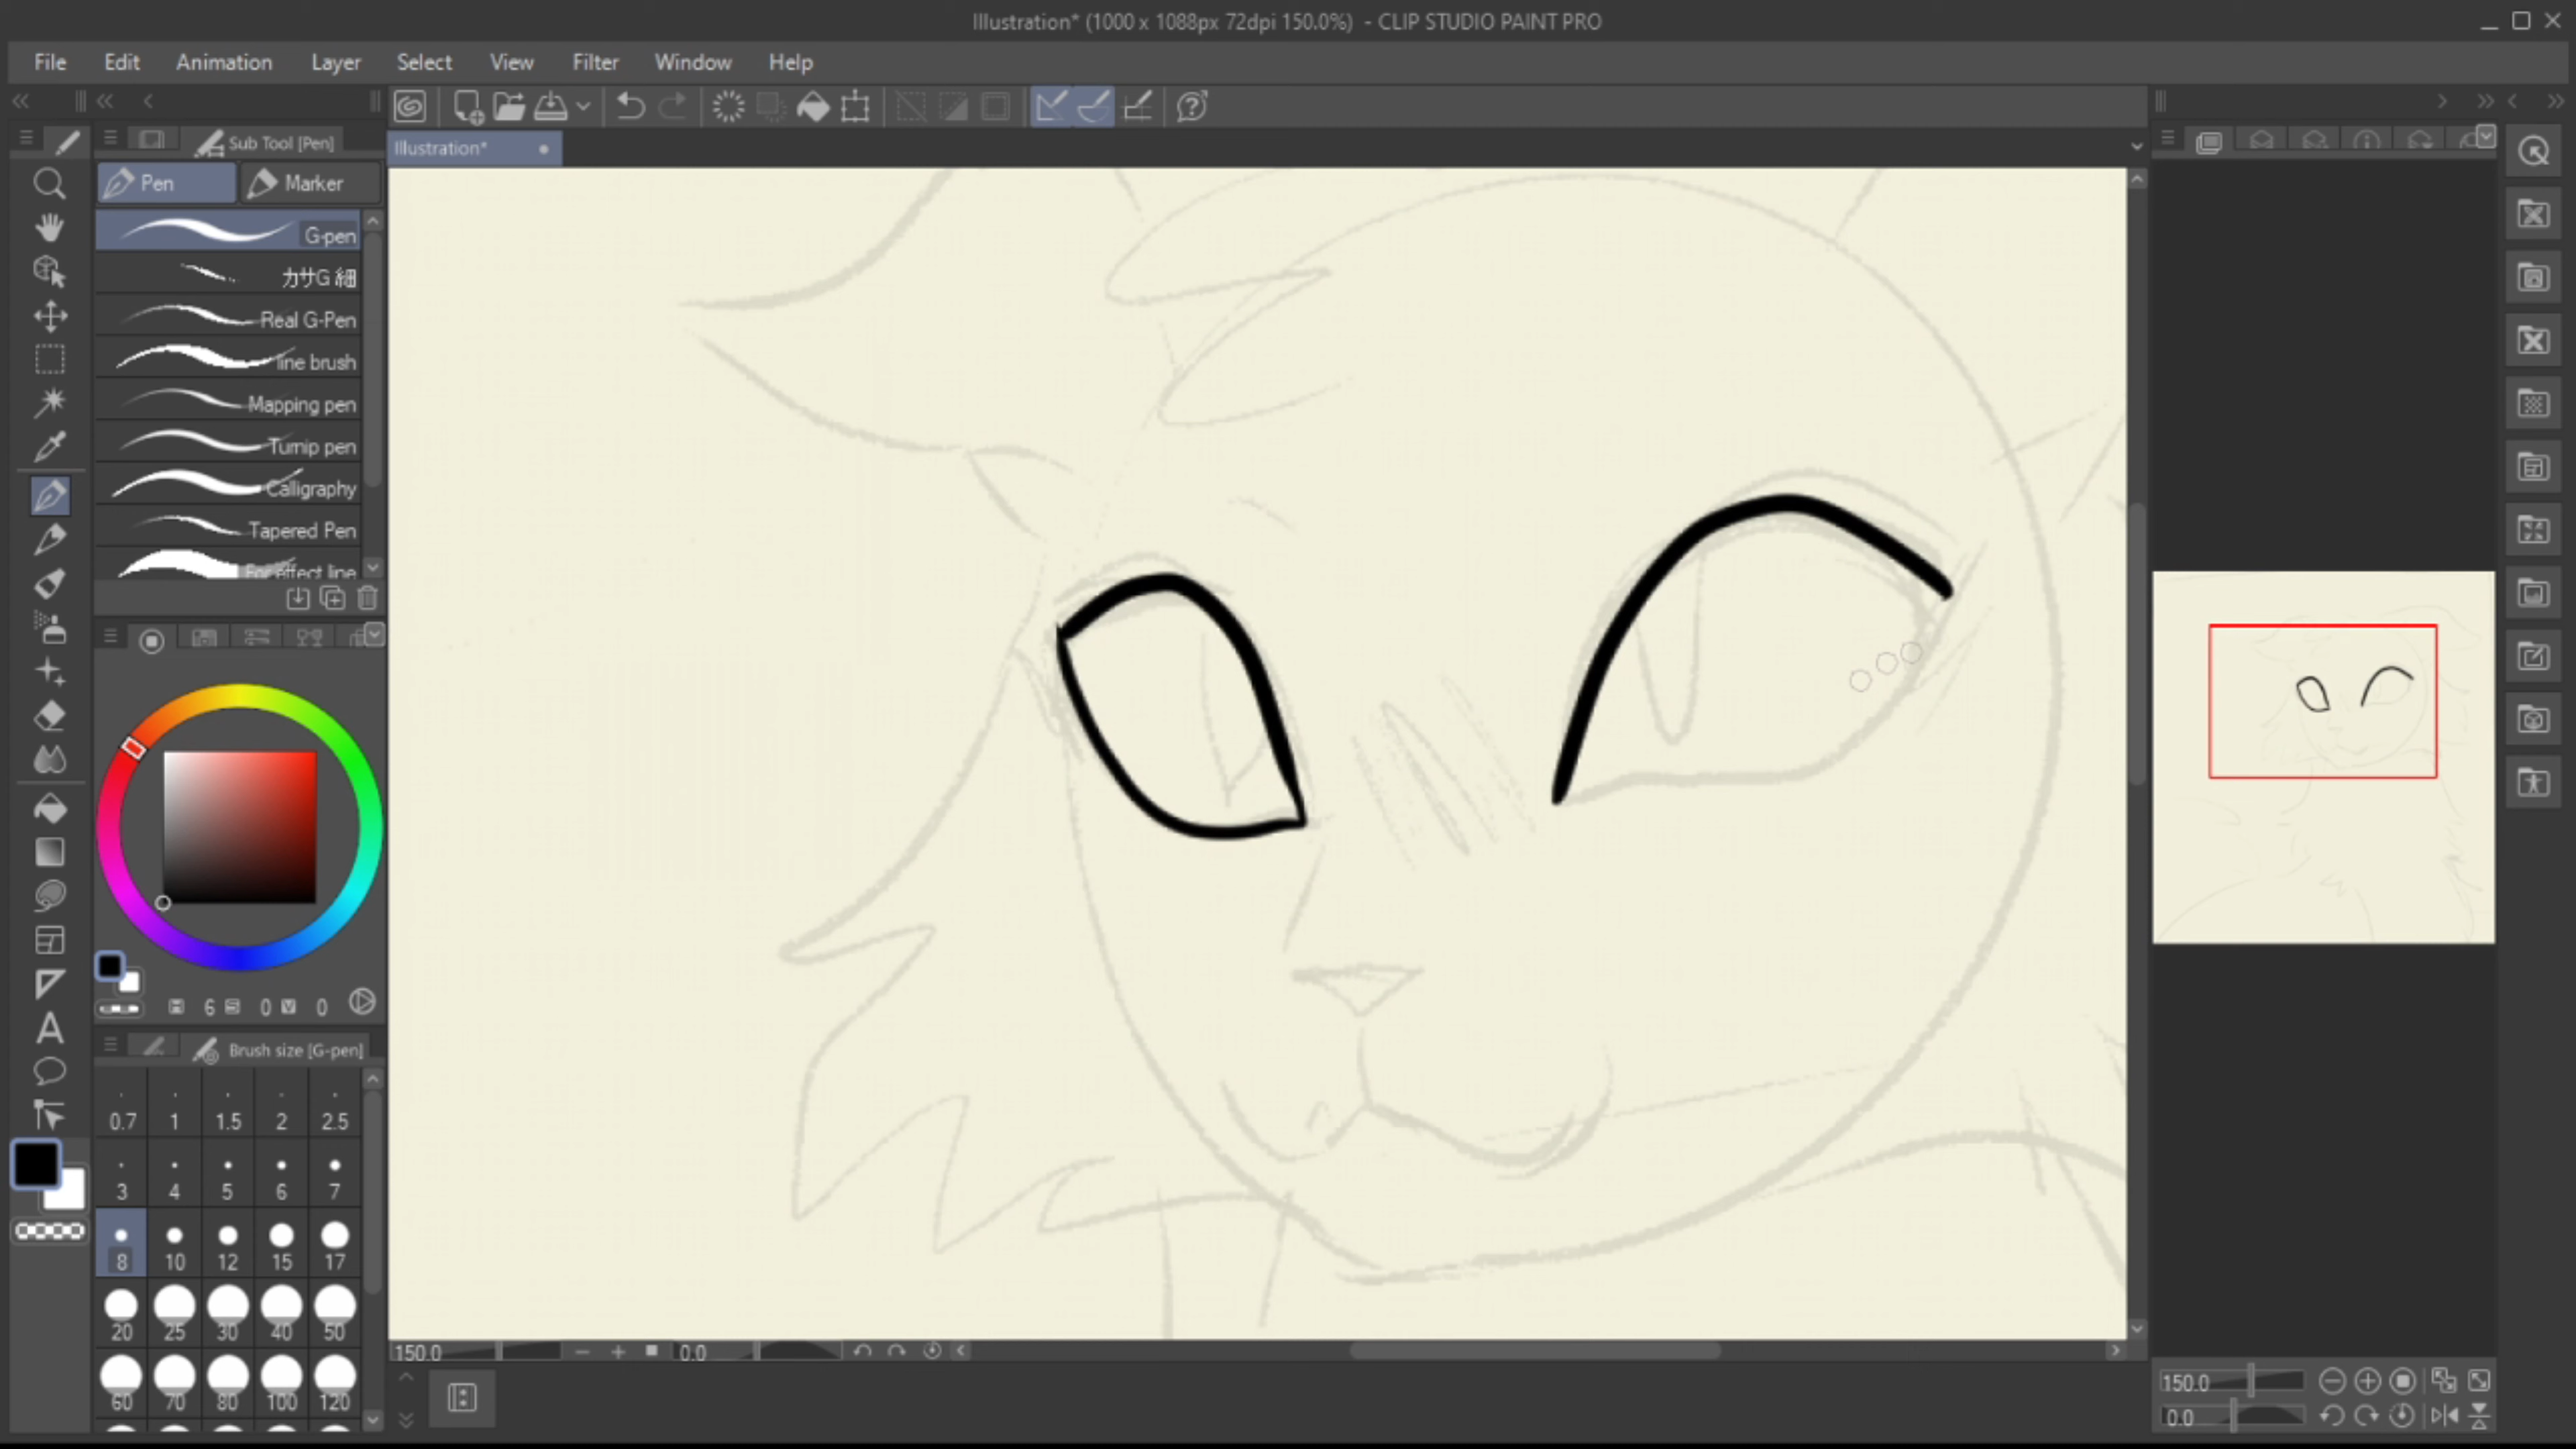 Illustration* (1000 x 1088px 72dpi 150.0%) - CLIP STUDIO PAINT PRO
File Edit Animation Layer Select View Filter Window Help
Sub Tool [Pen]
Illustration*
Pen Marker
G-pen
カサG 細
Real G-Pen
line brush
Mapping pen
Turnip pen
Calligraphy
Tapered Pen
For effect line
H 6 S 0 V 0
Brush size [G-pen]
0.7 1 1.5 2 2.5
3 4 5 6 7
8 10 12 15 17
20 25 30 40 50
60 70 80 100 120
150.0 0.0
150.0
0.0